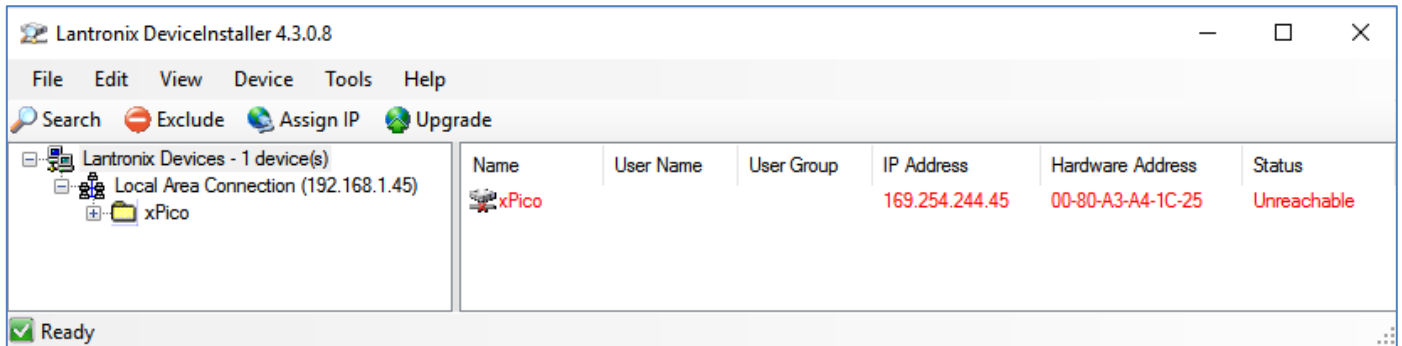 Lantronix DeviceInstaller 4.3.0.8
File Edit View Device Tools Help
Search Exclude Assign IP Upgrade
Lantronix Devices - 1 device(s)
Local Area Connection (192.168.1.45)
xPico
Name User Name User Group IP Address Hardware Address Status
xPico 169.254.244.45 00-80-A3-A4-1C-25 Unreachable
Ready